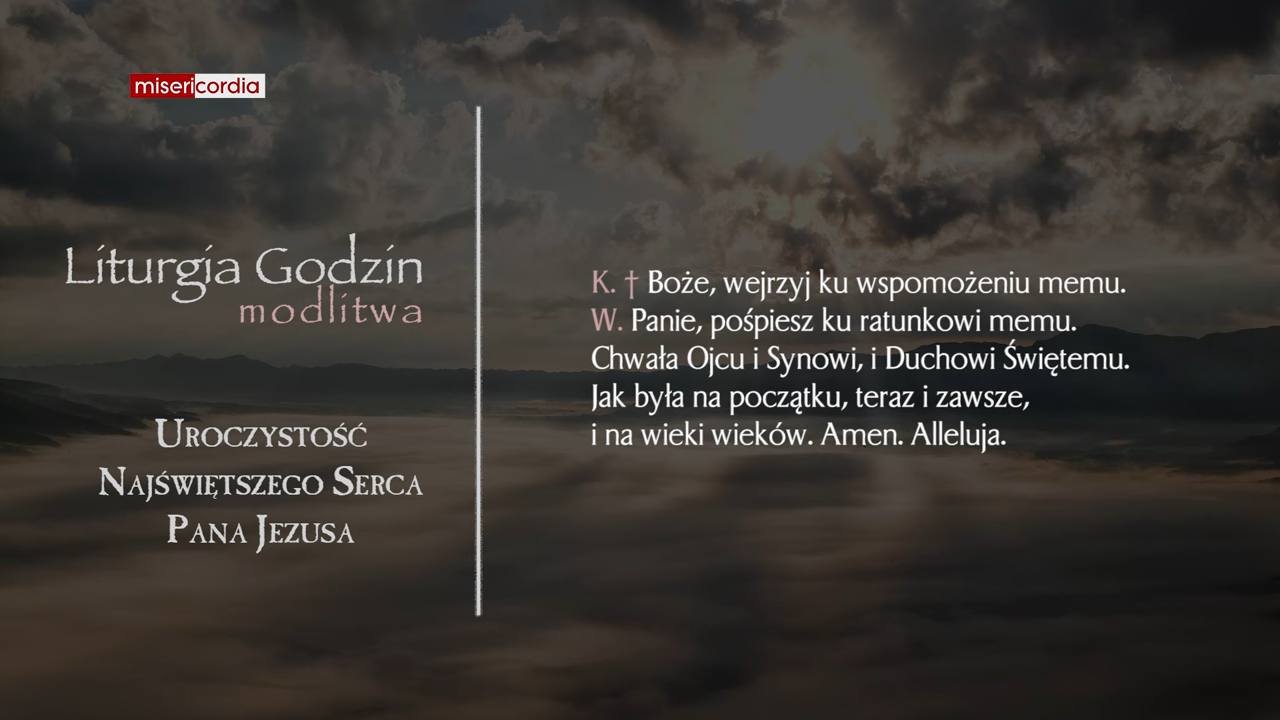 misericordia
Liturgia Godzin
modlitwa
Uroczystość
Najświętszego Serca
Pana Jezusa
K. † Boże, wejrzyj ku wspomożeniu memu.
W. Panie, pośpiesz ku ratunkowi memu.
Chwała Ojcu i Synowi, i Duchowi Świętemu.
Jak była na początku, teraz i zawsze,
i na wieki wieków. Amen. Alleluja.